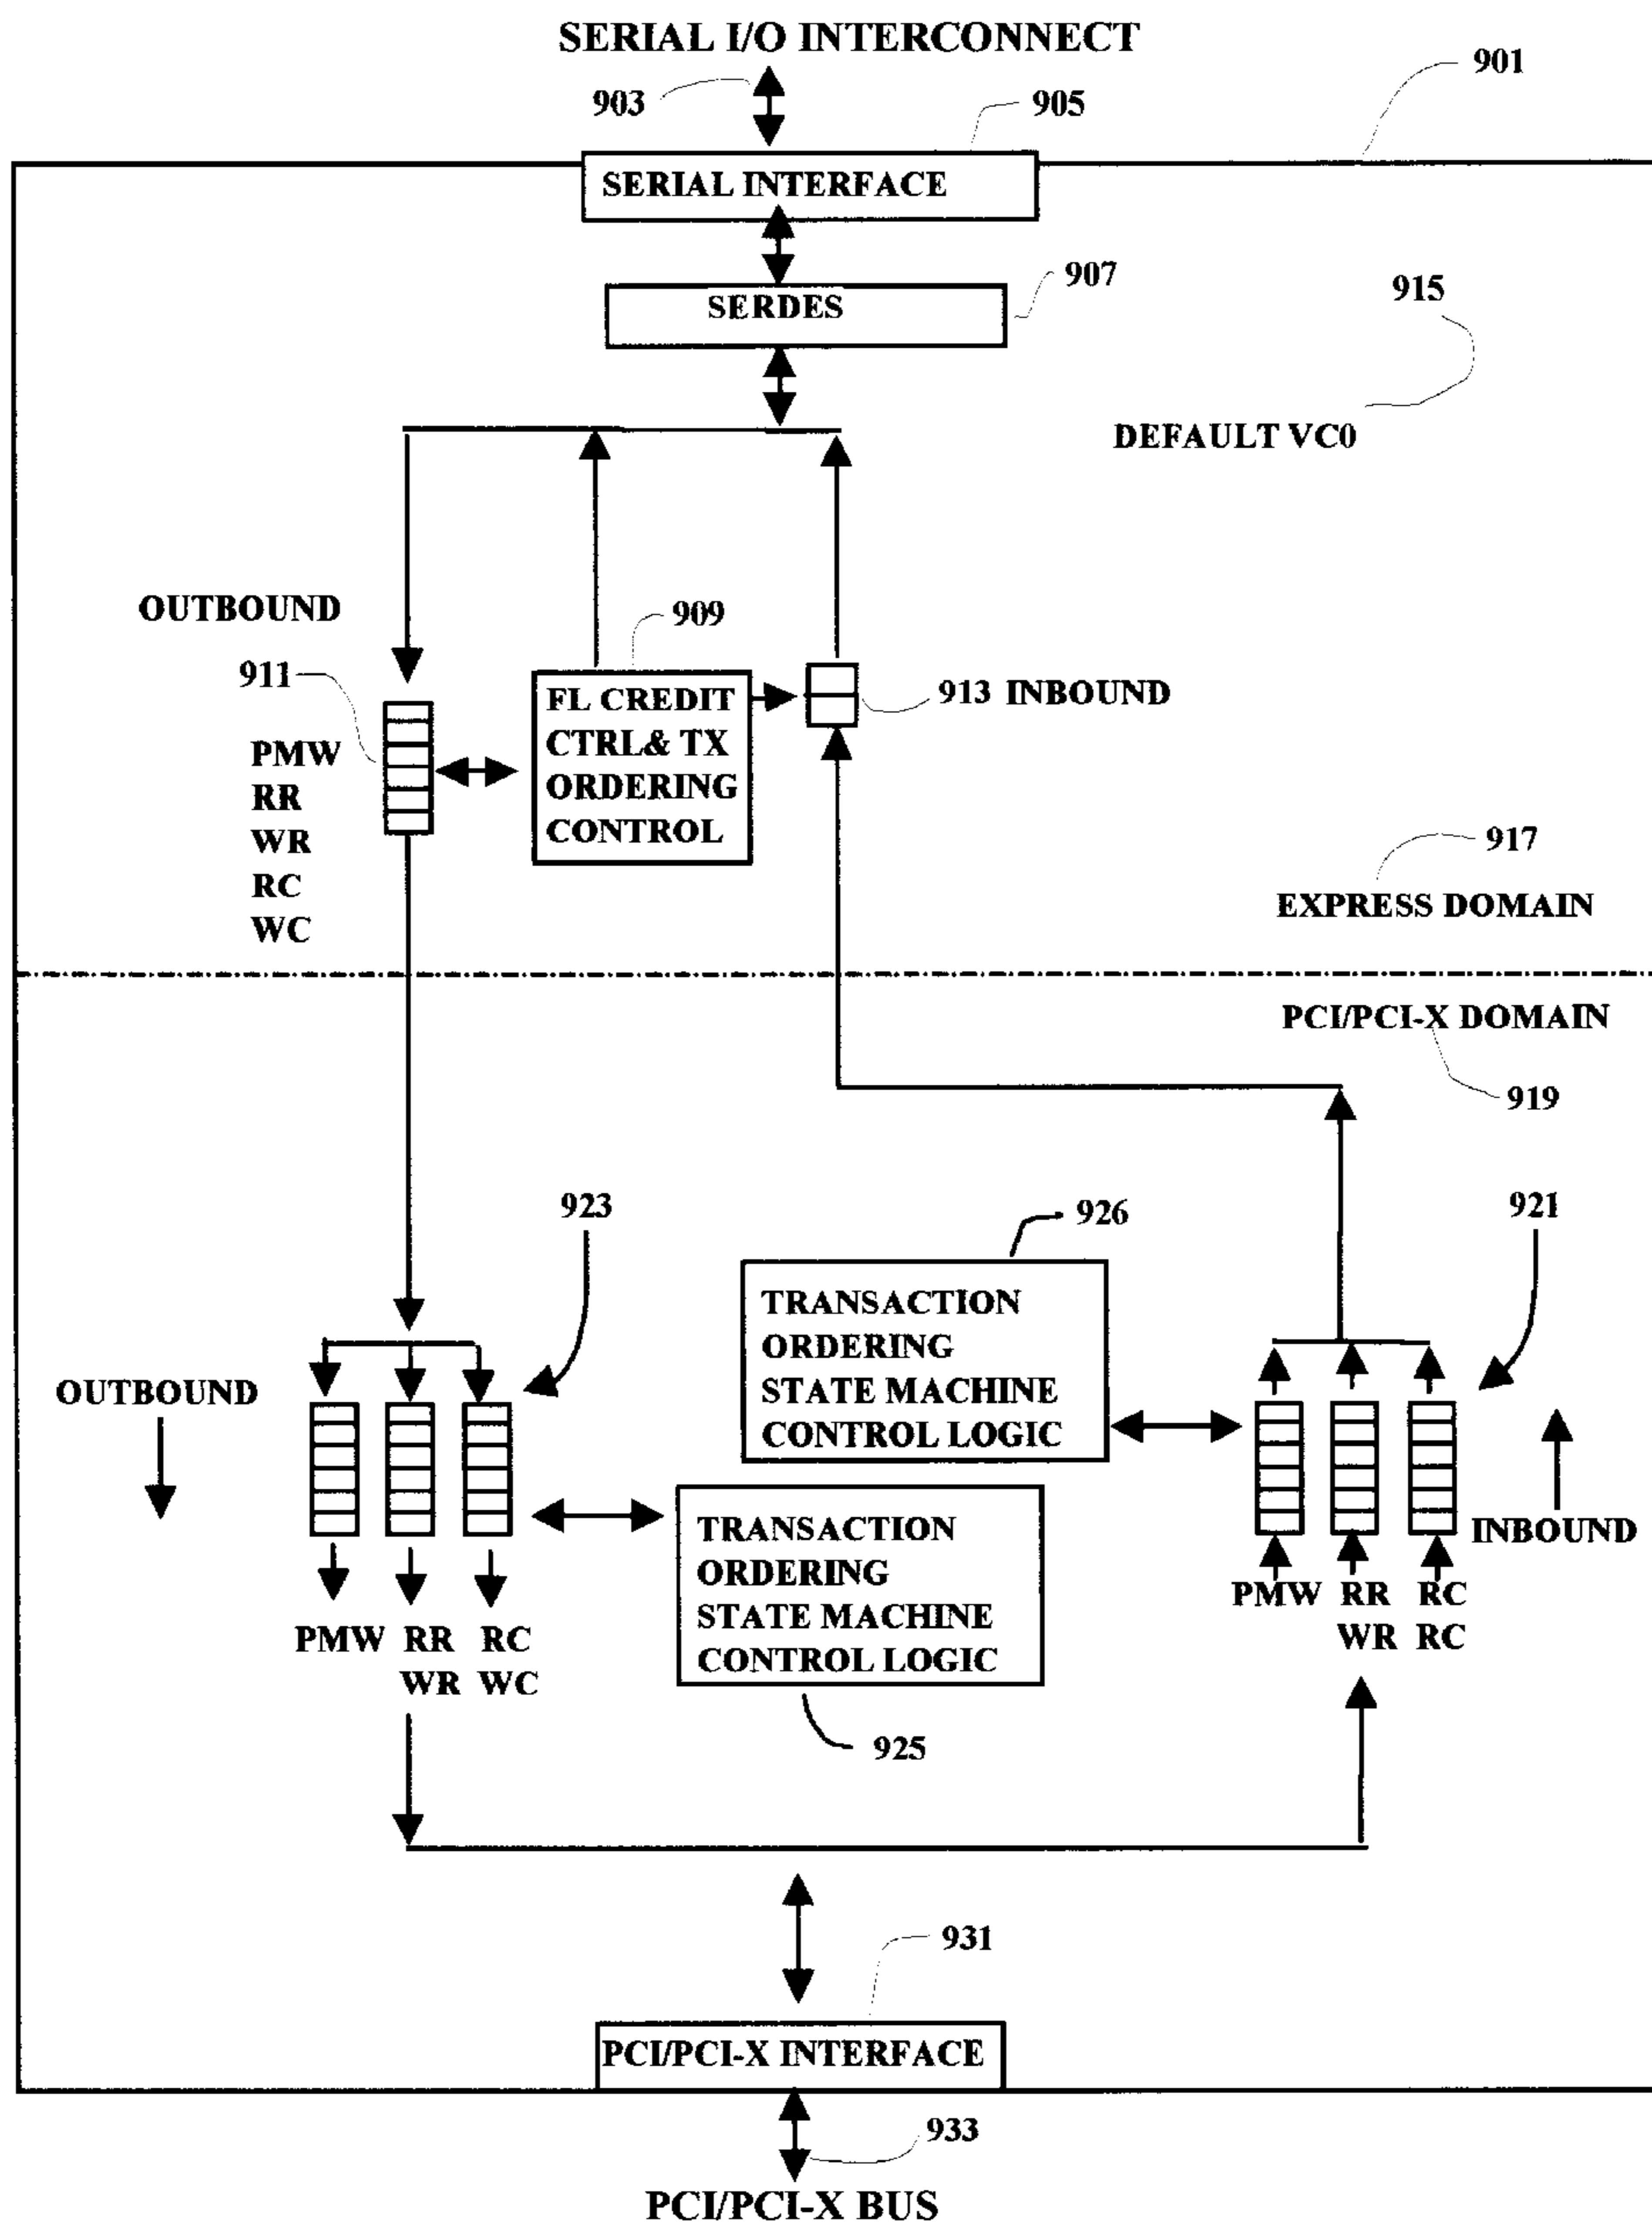 SERIAL I/O INTERCONNECT
901
903
905
SERIAL INTERFACE
907
915
SERDES
DEFAULT VC0
OUTBOUND
909
911
FL CREDIT
CTRL& TX
ORDERING
CONTROL
913 INBOUND
PMW
RR
WR
RC
WC
917
EXPRESS DOMAIN
PCI/PCI-X DOMAIN
919
923
926
921
TRANSACTION
ORDERING
STATE MACHINE
CONTROL LOGIC
OUTBOUND
TRANSACTION
ORDERING
STATE MACHINE
CONTROL LOGIC
INBOUND
PMW RR RC
WR RC
PMW RR RC
WR WC
925
931
PCI/PCI-X INTERFACE
933
PCI/PCI-X BUS